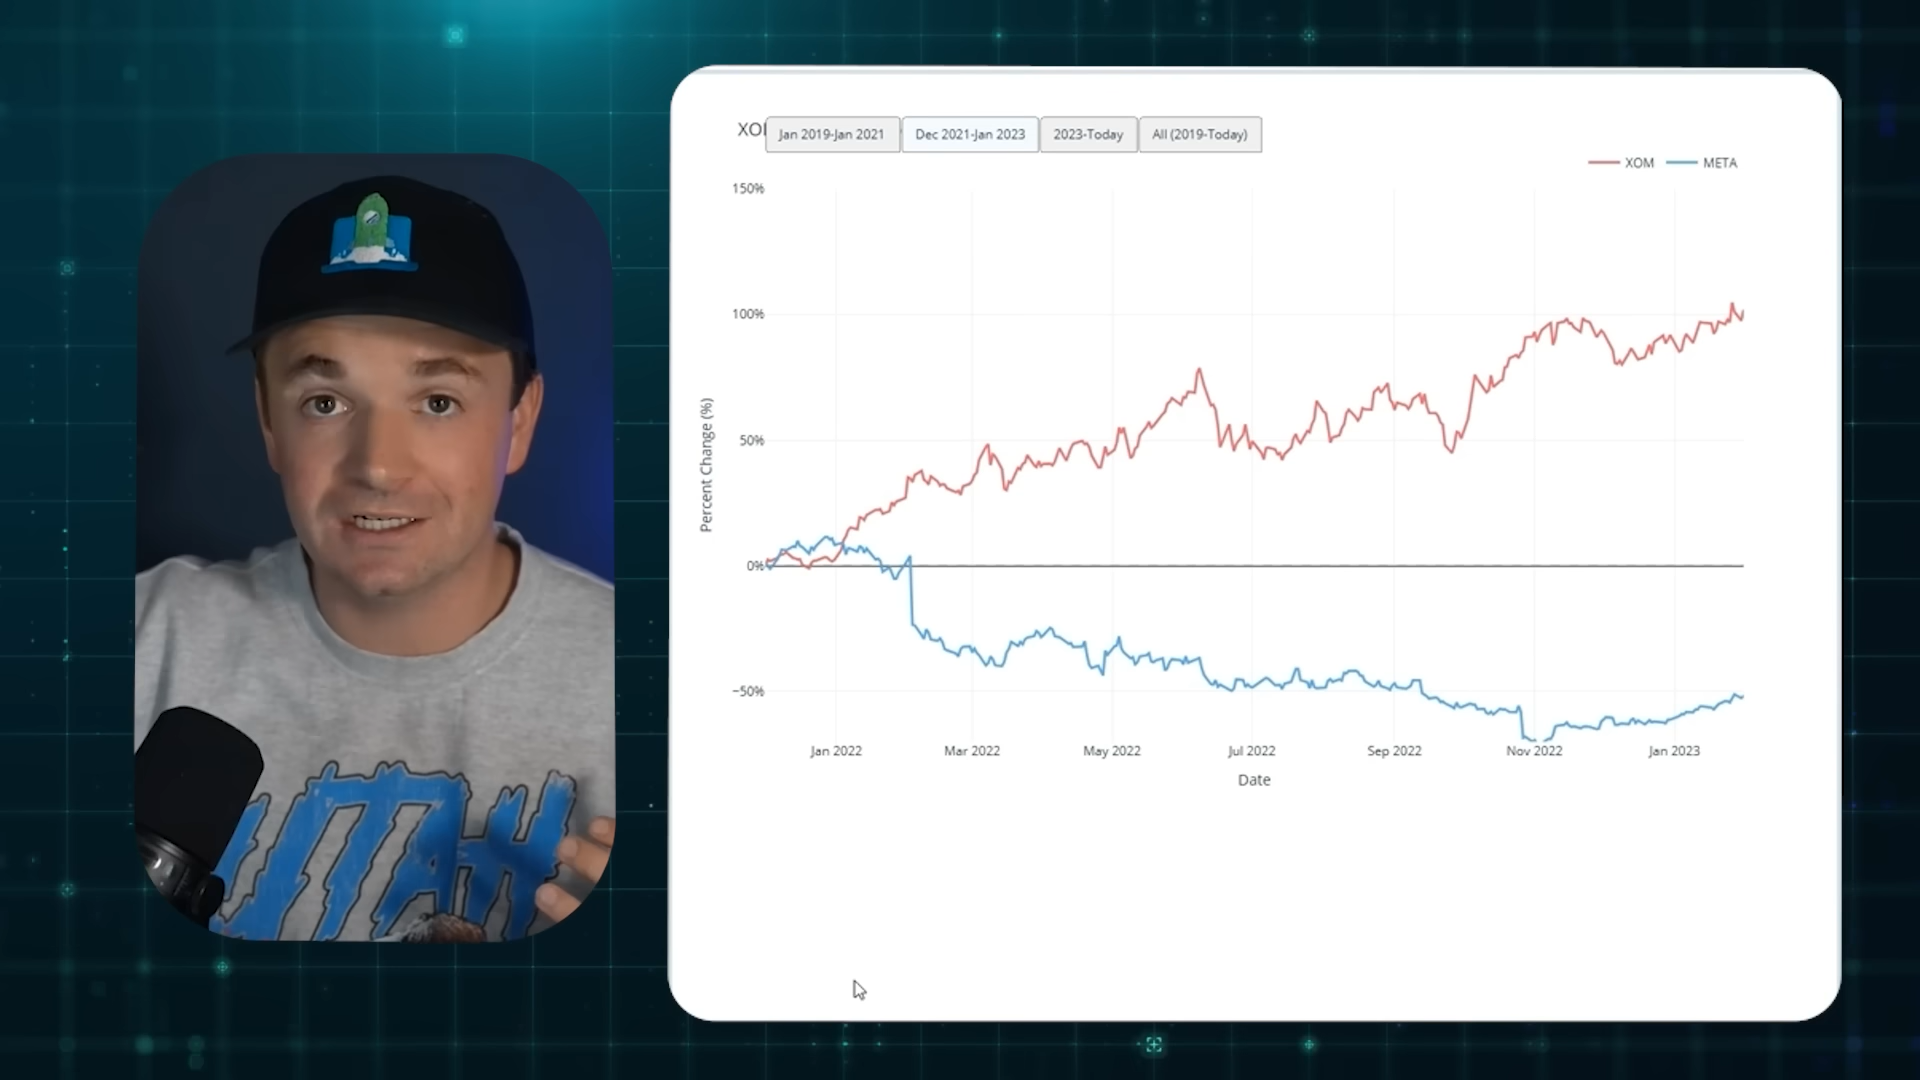 XO
Jan 2019-Jan 2021
Dec 2021-Jan 2023
2023-Today
All (2019-Today)
XOM
META
150%
100%
50%
0%
−50%
Percent Change (%)
Jan 2022
Mar 2022
May 2022
Jul 2022
Sep 2022
Nov 2022
Jan 2023
Date
UTAH